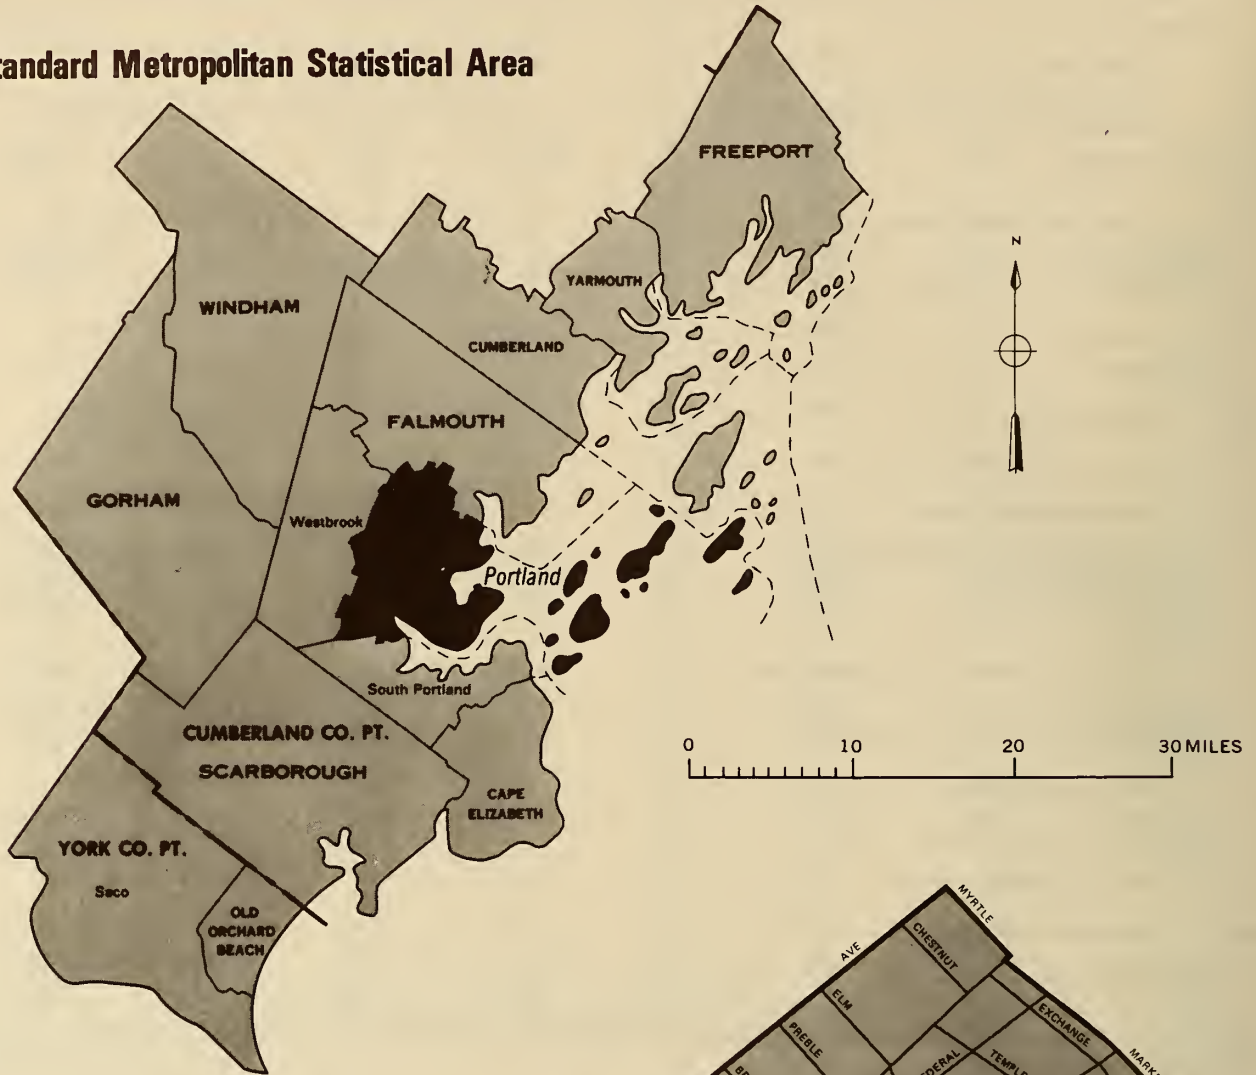 Standard Metropolitan Statistical Area
FREEPORT
N
YARMOUTH
WINDHAM
CUMBERLAND
FALMOUTH
GORHAM
Westbrook
Portland
South Portland
CUMBERLAND CO. PT.
SCARBOROUGH
0 10 20 30 MILES
CAPE
ELIZABETH
YORK CO. PT.
Saco
OLD
ORCHARD
BEACH
MYRTLE
CHESTNUT
AVE
ELM
EXCHANGE
PREBLE
TEMPLE